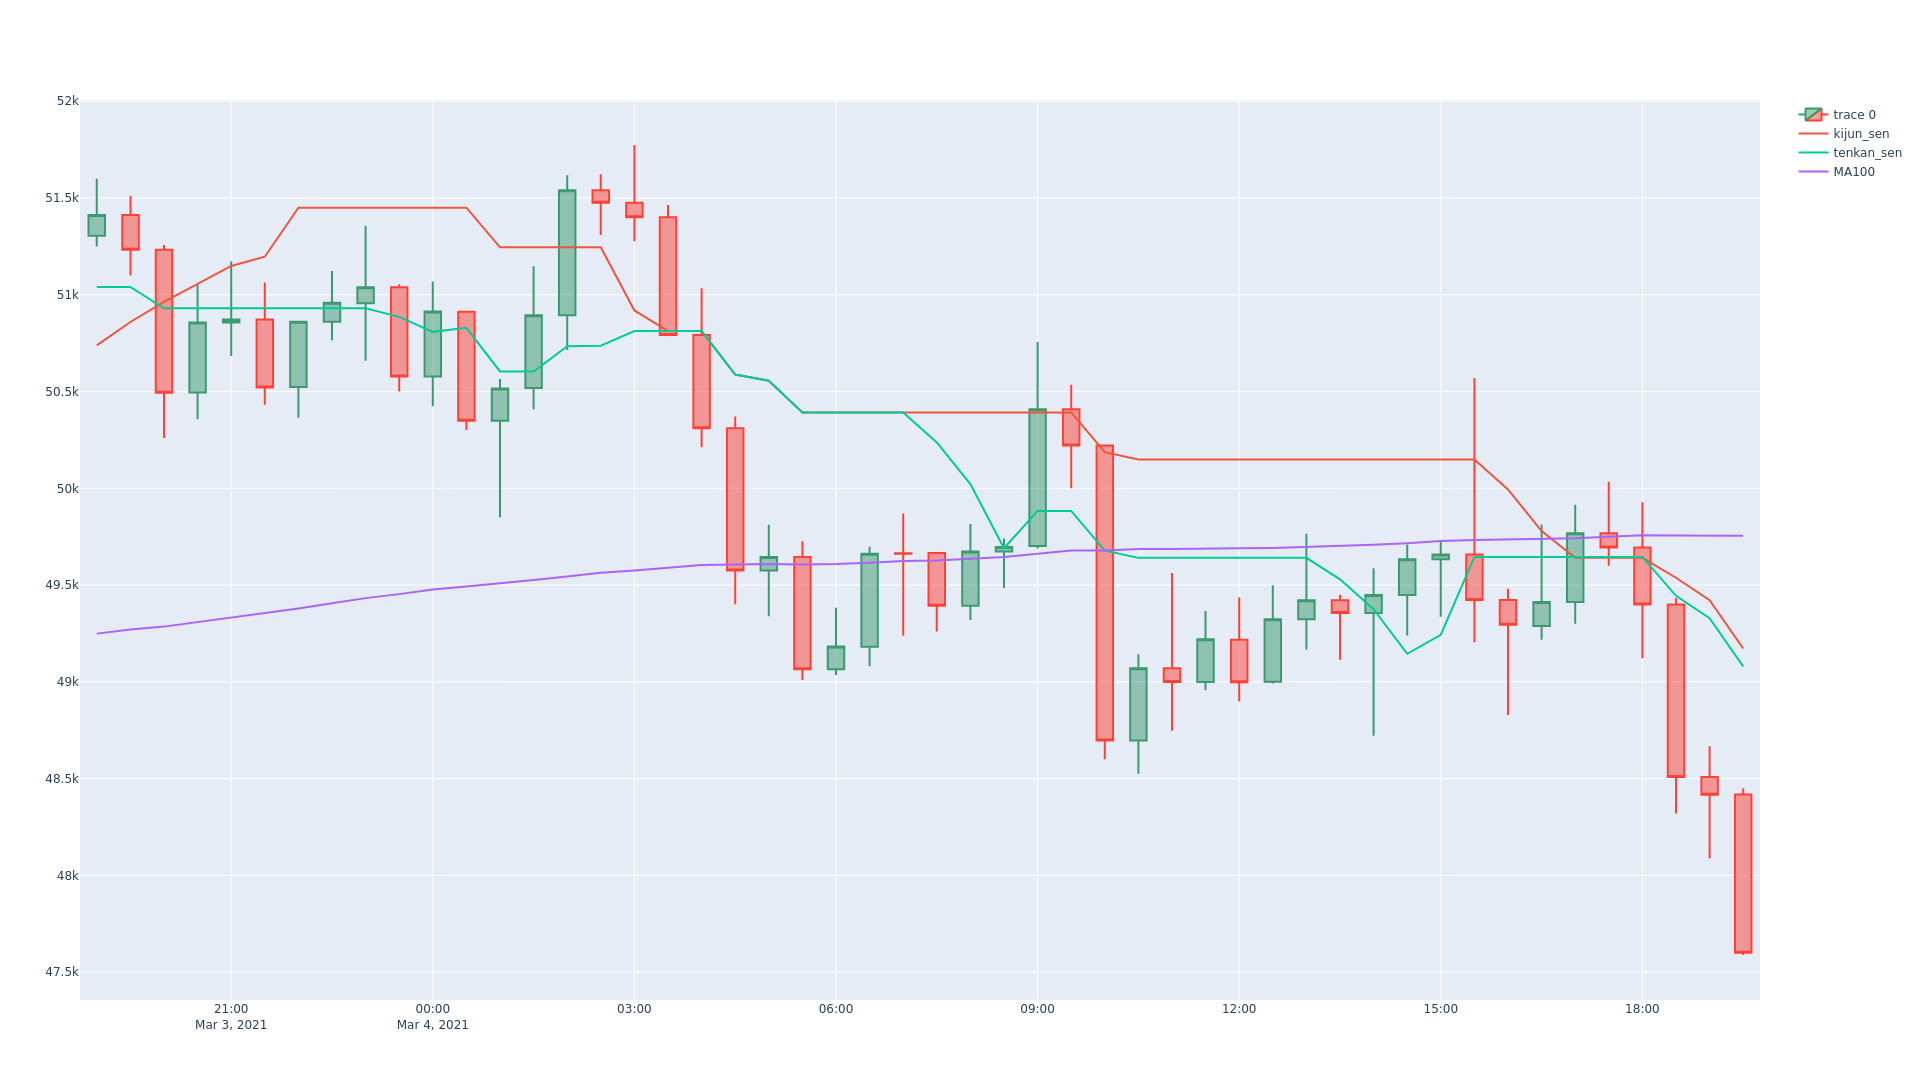 52k
51.5k
51k
50.5k
50k
49.5k
49k
48.5k
48k
47.5k
21:00 00:00 03:00 06:00 09:00 12:00 15:00 18:00
Mar 3, 2021 Mar 4, 2021
trace 0
kijun_sen
tenkan_sen
MA100